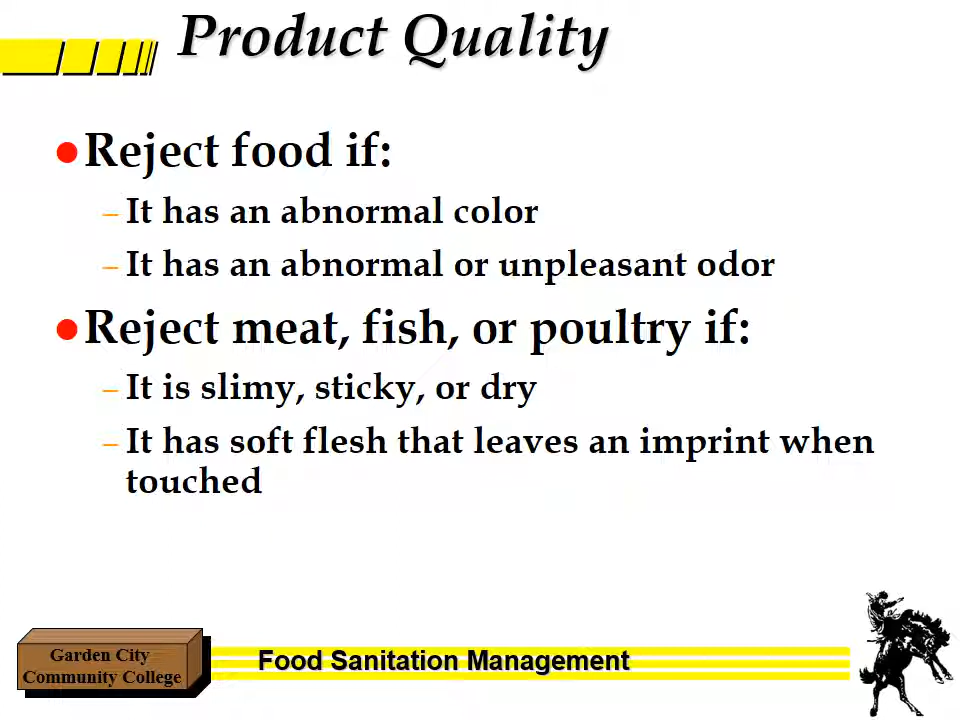 Product Quality
●Reject food if:
–It has an abnormal color
–It has an abnormal or unpleasant odor
●Reject meat, fish, or poultry if:
–It is slimy, sticky, or dry
–It has soft flesh that leaves an imprint when
touched
Garden City
Community College
Food Sanitation Management